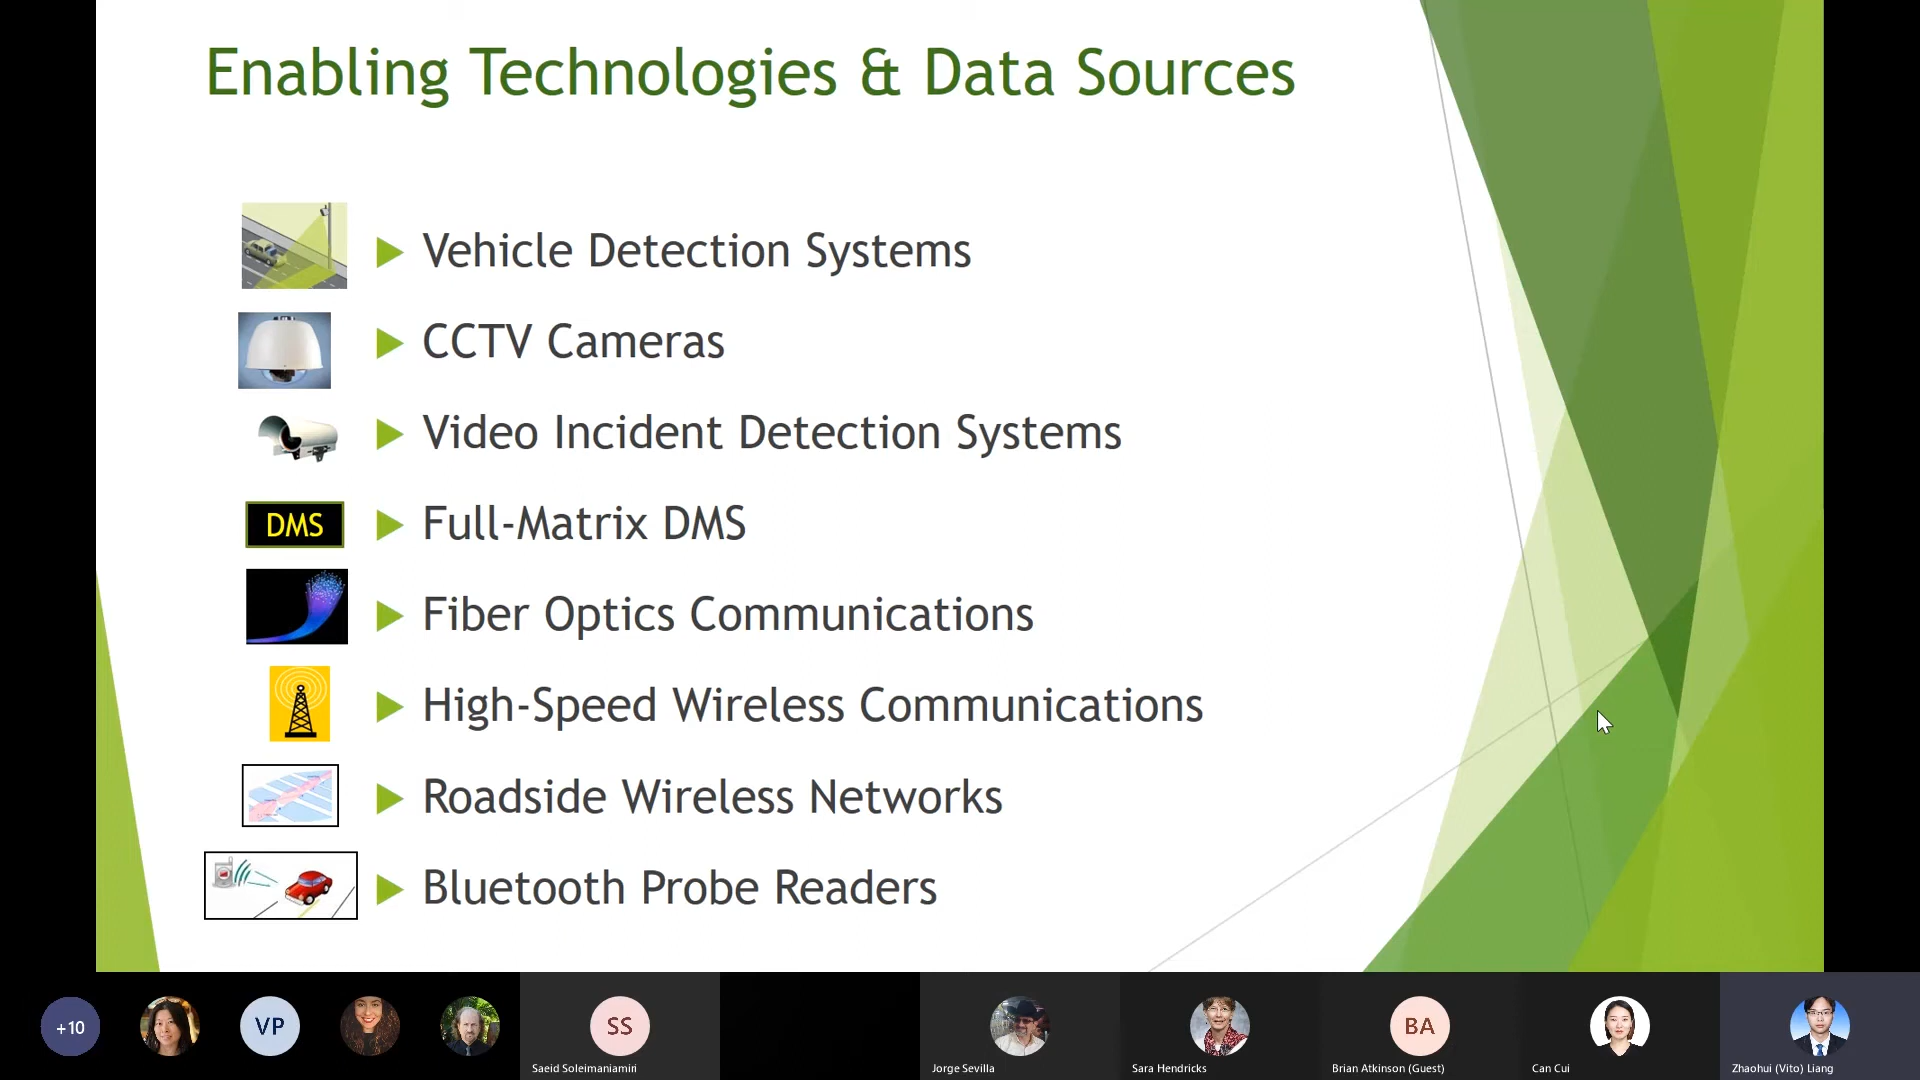 Enabling Technologies & Data Sources
Vehicle Detection Systems
CCTV Cameras
Video Incident Detection Systems
DMS
Full-Matrix DMS
Fiber Optics Communications
High-Speed Wireless Communications
Roadside Wireless Networks
Bluetooth Probe Readers
+10
VP
SS
BA
Saeid Soleimaniamiri
Jorge Sevilla
Sara Hendricks
Brian Atkinson (Guest)
Can Cui
Zhaohui (Vito) Liang